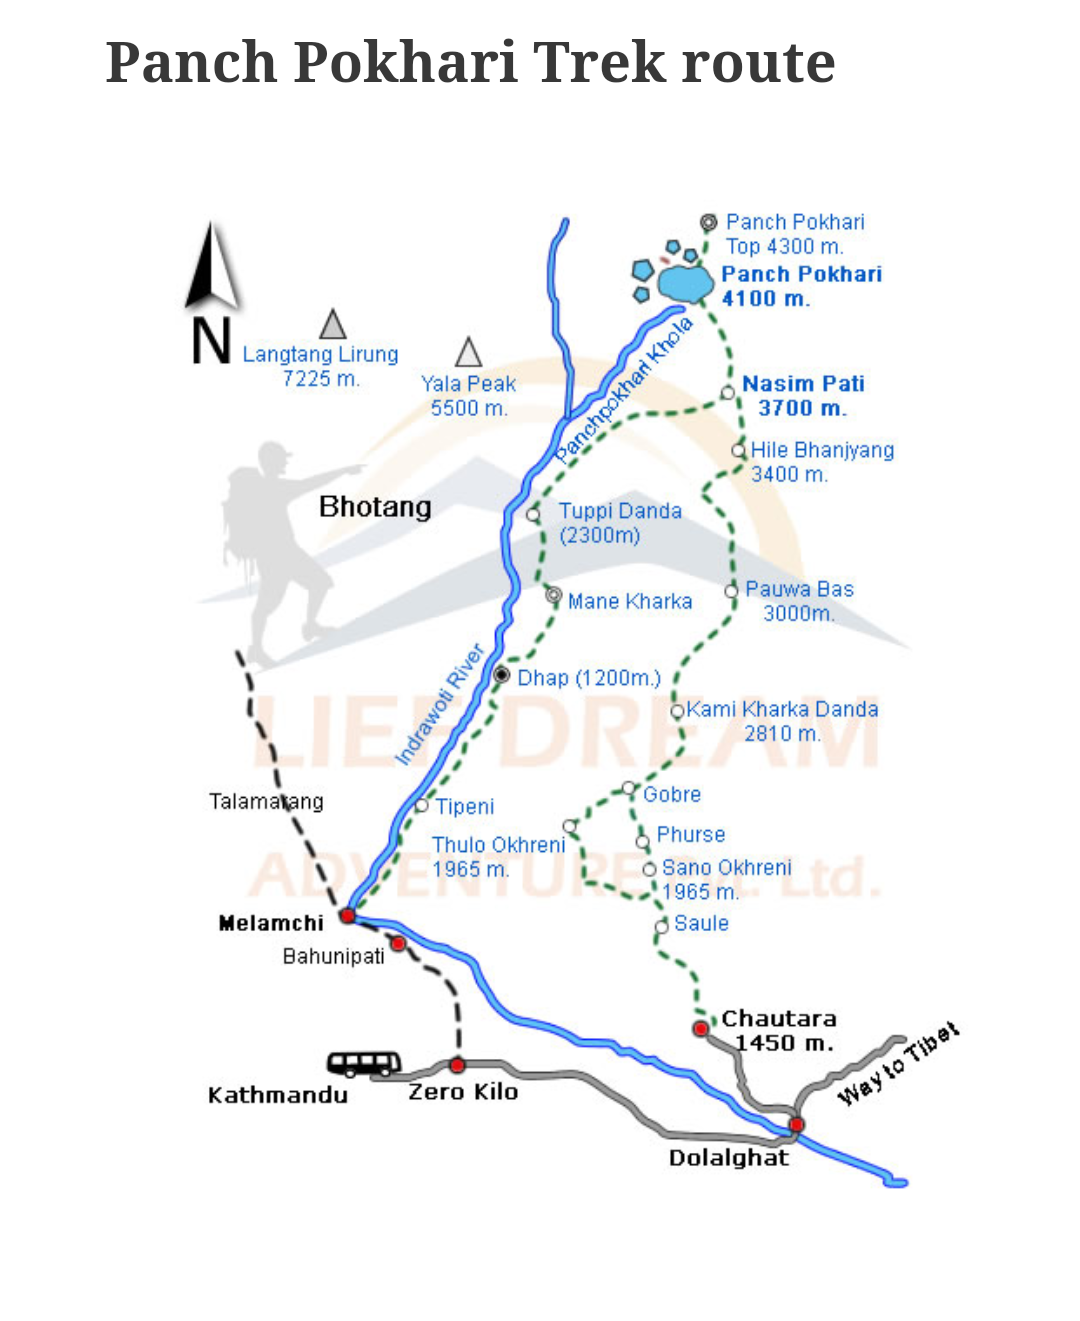 Panch Pokhari Trek route
Panch Pokhari
Top 4300 m.
Panch Pokhari
4100 m.
N
Langtang Lirung
7225 m.
Yala Peak
5500 m.
Panchpokhari Khola
Nasim Pati
3700 m.
Hile Bhanjyang
3400 m.
Bhotang
Tuppi Danda
(2300m)
Mane Kharka
Pauwa Bas
3000m.
Indrawoti River
Dhap (1200m.)
LIEF DREAM
Kami Kharka Danda
2810 m.
Talamarang
Tipeni
Gobre
Thulo Okhreni
1965 m.
Phurse
ADVENTURE Pvt. Ltd.
Sano Okhreni
1965 m.
Melamchi
Saule
Bahunipati
Chautara
1450 m.
Way to Tibet
Kathmandu
Zero Kilo
Dolalghat